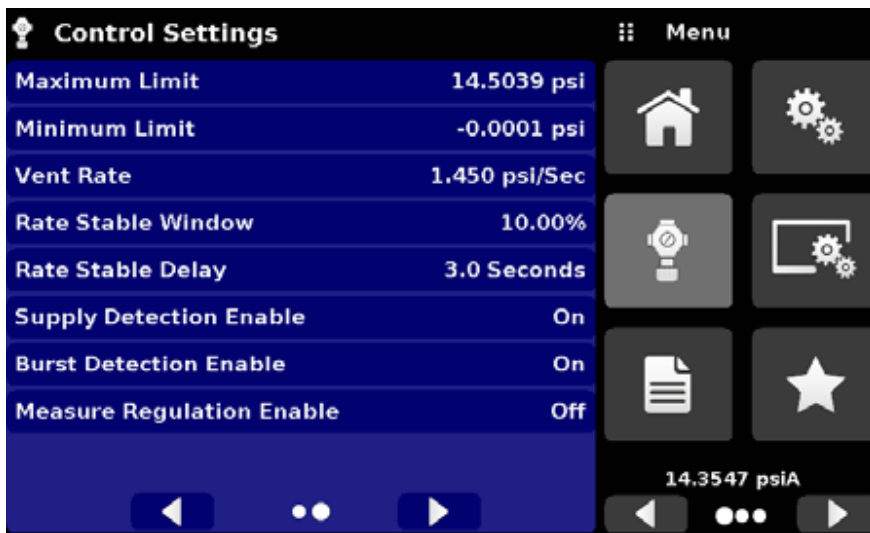 Control Settings
Menu
Maximum Limit 14.5039 psi
Minimum Limit -0.0001 psi
Vent Rate 1.450 psi/Sec
Rate Stable Window 10.00%
Rate Stable Delay 3.0 Seconds
Supply Detection Enable On
Burst Detection Enable On
Measure Regulation Enable Off
14.3547 psiA